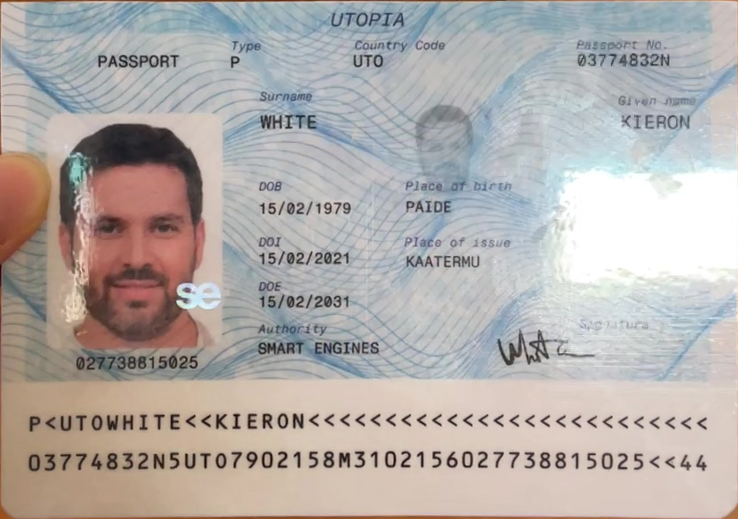 UTOPIA
PASSPORT
Type
P
Country Code
UTO
Passport No.
03774832N
Surname
WHITE
Given name
KIERON
DOB
15/02/1979
Place of birth
PAIDE
DOI
15/02/2021
Place of issue
KAATERMU
DOE
15/02/2031
Authority
SMART ENGINES
Signature
se
027738815025
P<UTOWHITE<<KIERON<<<<<<<<<<<<<<<<<<<<<<<<<<
03774832N5UTO7902158M3102156027738815025<<44